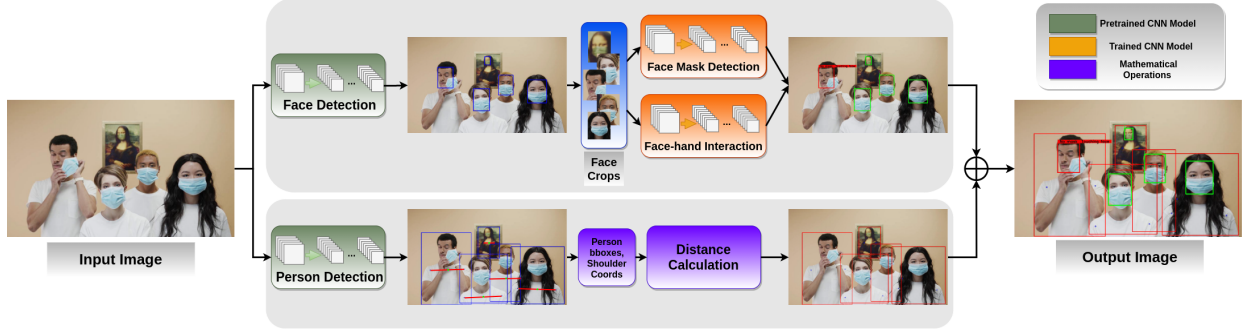 Face Detection
Face
Crops
Face Mask Detection
...
Face-hand Interaction
...
Pretrained CNN Model
Trained CNN Model
Mathematical
Operations
Input Image
Person Detection
...
Person
bboxes,
Shoulder
Coords
Distance
Calculation
Output Image